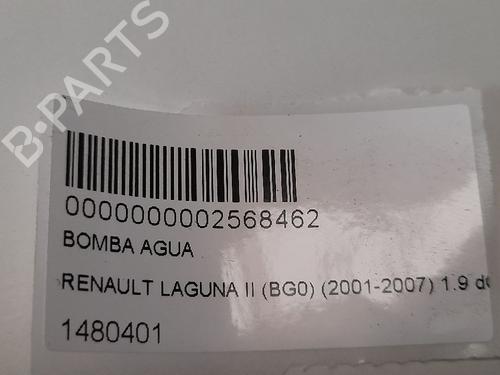 B-PARTS
0000000002568462
BOMBA AGUA
RENAULT LAGUNA II (BG0) (2001-2007) 1.9
1480401